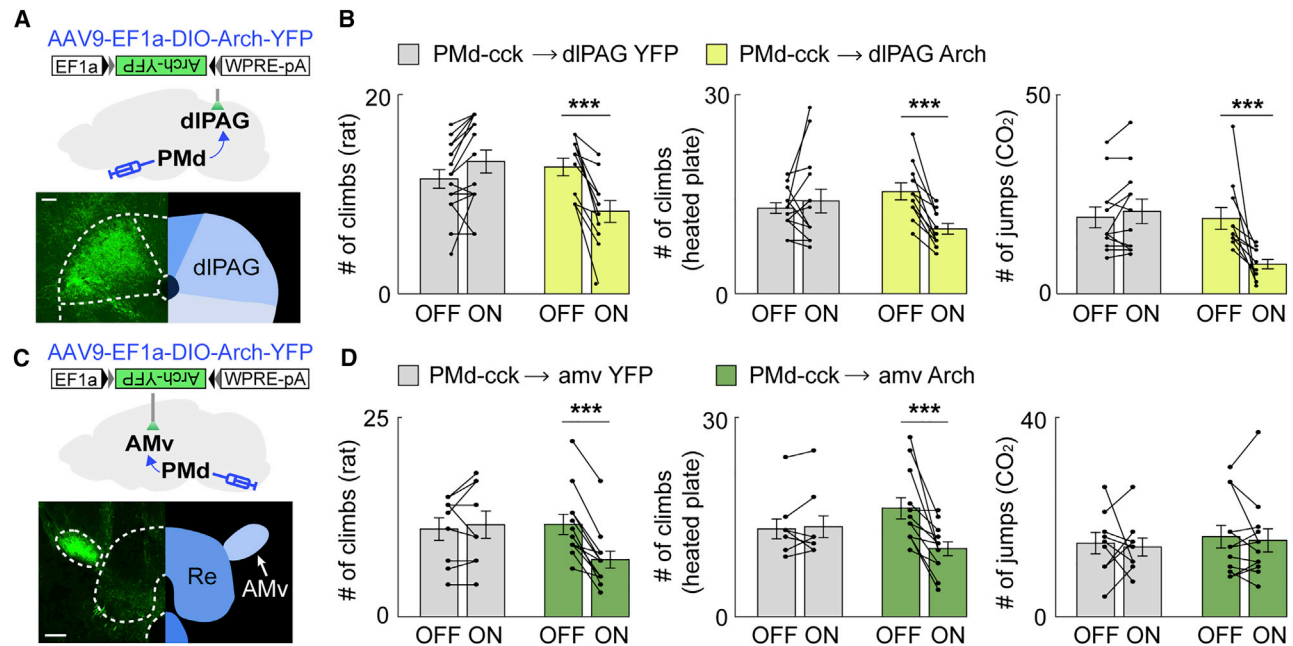 A
AAV9-EF1a-DIO-Arch-YFP
EF1a Arch-YFP WPRE-pA
dlPAG
PMd
dlPAG
B
PMd-cck → dlPAG YFP PMd-cck → dlPAG Arch
# of climbs (rat)
20
0
***
OFF ON OFF ON
# of climbs
(heated plate)
30
0
***
OFF ON OFF ON
# of jumps (CO₂)
50
0
***
OFF ON OFF ON
C
AAV9-EF1a-DIO-Arch-YFP
EF1a Arch-YFP WPRE-pA
AMv
PMd
Re
AMv
D
PMd-cck → amv YFP PMd-cck → amv Arch
# of climbs (rat)
25
0
***
OFF ON OFF ON
# of climbs
(heated plate)
30
0
***
OFF ON OFF ON
# of jumps (CO₂)
40
0
OFF ON OFF ON